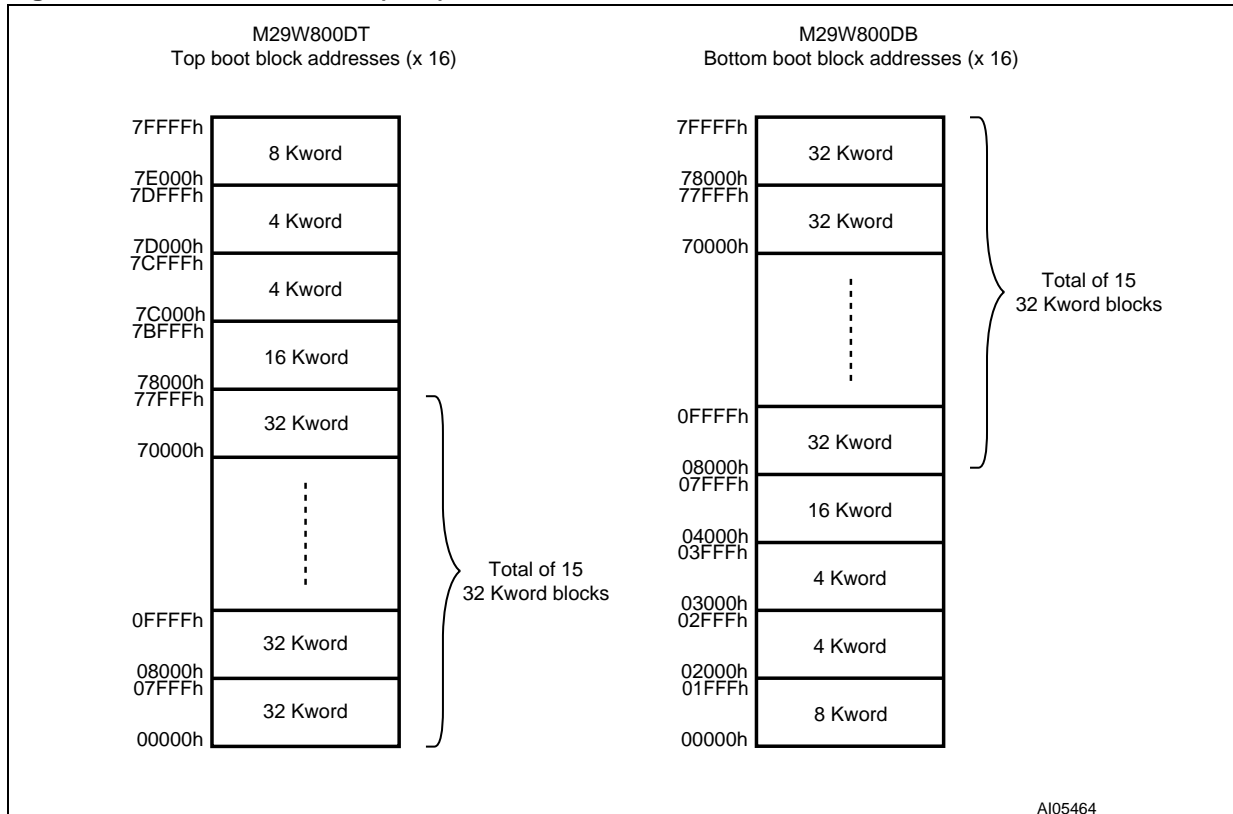 M29W800DT
Top boot block addresses (x 16)
7FFFFh
8 Kword
7E000h
7DFFFh
4 Kword
7D000h
7CFFFh
4 Kword
7C000h
7BFFFh
16 Kword
78000h
77FFFh
32 Kword
70000h
Total of 15
32 Kword blocks
0FFFFh
32 Kword
08000h
07FFFh
32 Kword
00000h
M29W800DB
Bottom boot block addresses (x 16)
7FFFFh
32 Kword
78000h
77FFFh
32 Kword
70000h
Total of 15
32 Kword blocks
0FFFFh
32 Kword
08000h
07FFFh
16 Kword
04000h
03FFFh
4 Kword
03000h
02FFFh
4 Kword
02000h
01FFFh
8 Kword
00000h
AI05464